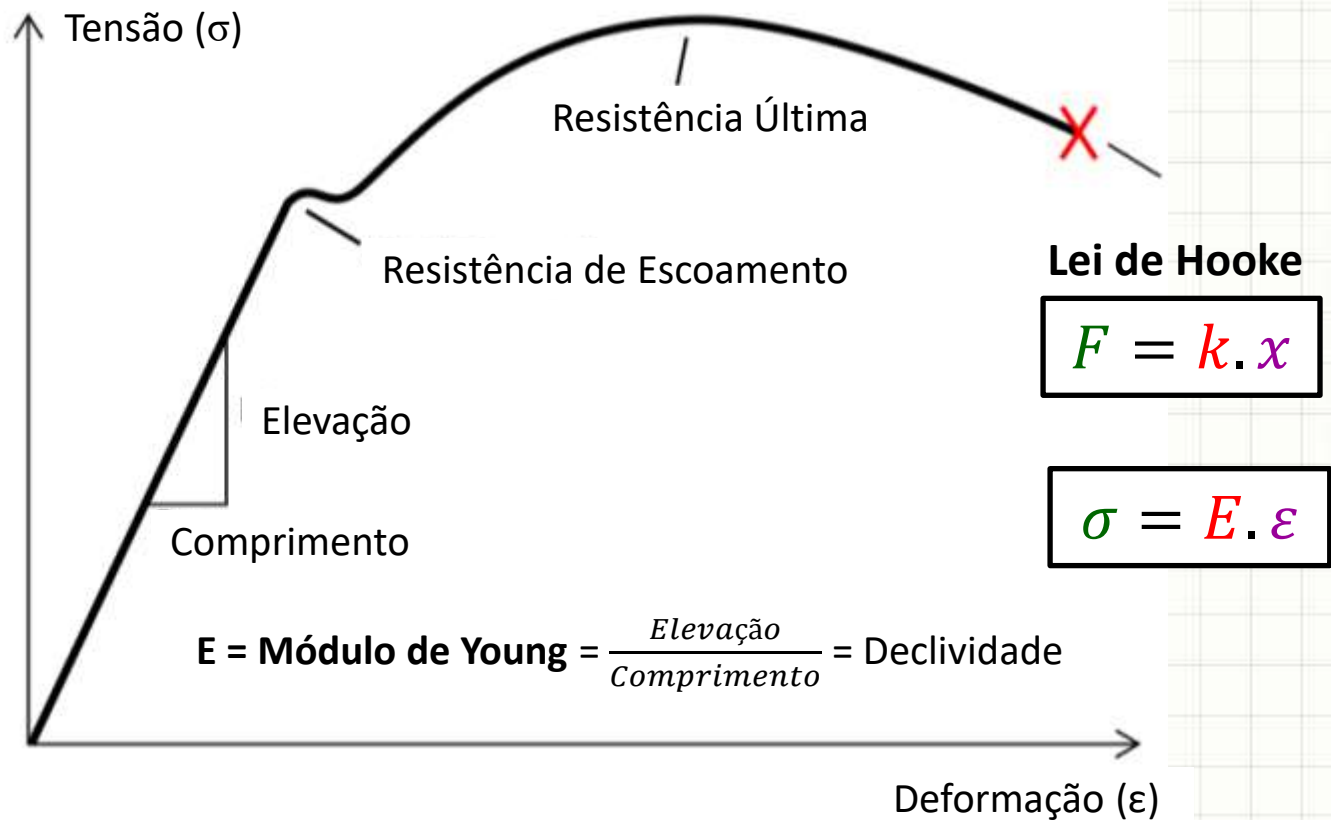 Tensão (σ)
Resistência Última
Resistência de Escoamento
Lei de Hooke
F = k. x
Elevação
σ = E. ε
Comprimento
E = Módulo de Young = Elevação/Comprimento = Declividade
Deformação (ε)